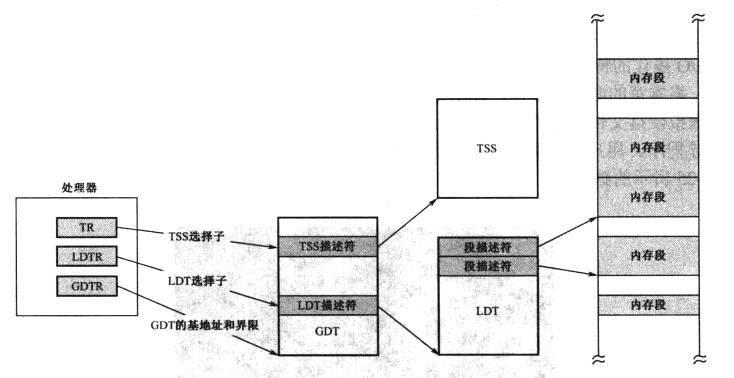 处理器
TR
LDTR
GDTR
TSS选择子
LDT选择子
GDT的基地址和界限
TSS描述符
LDT描述符
GDT
TSS
段描述符
段描述符
LDT
内存段
内存段
内存段
内存段
内存段